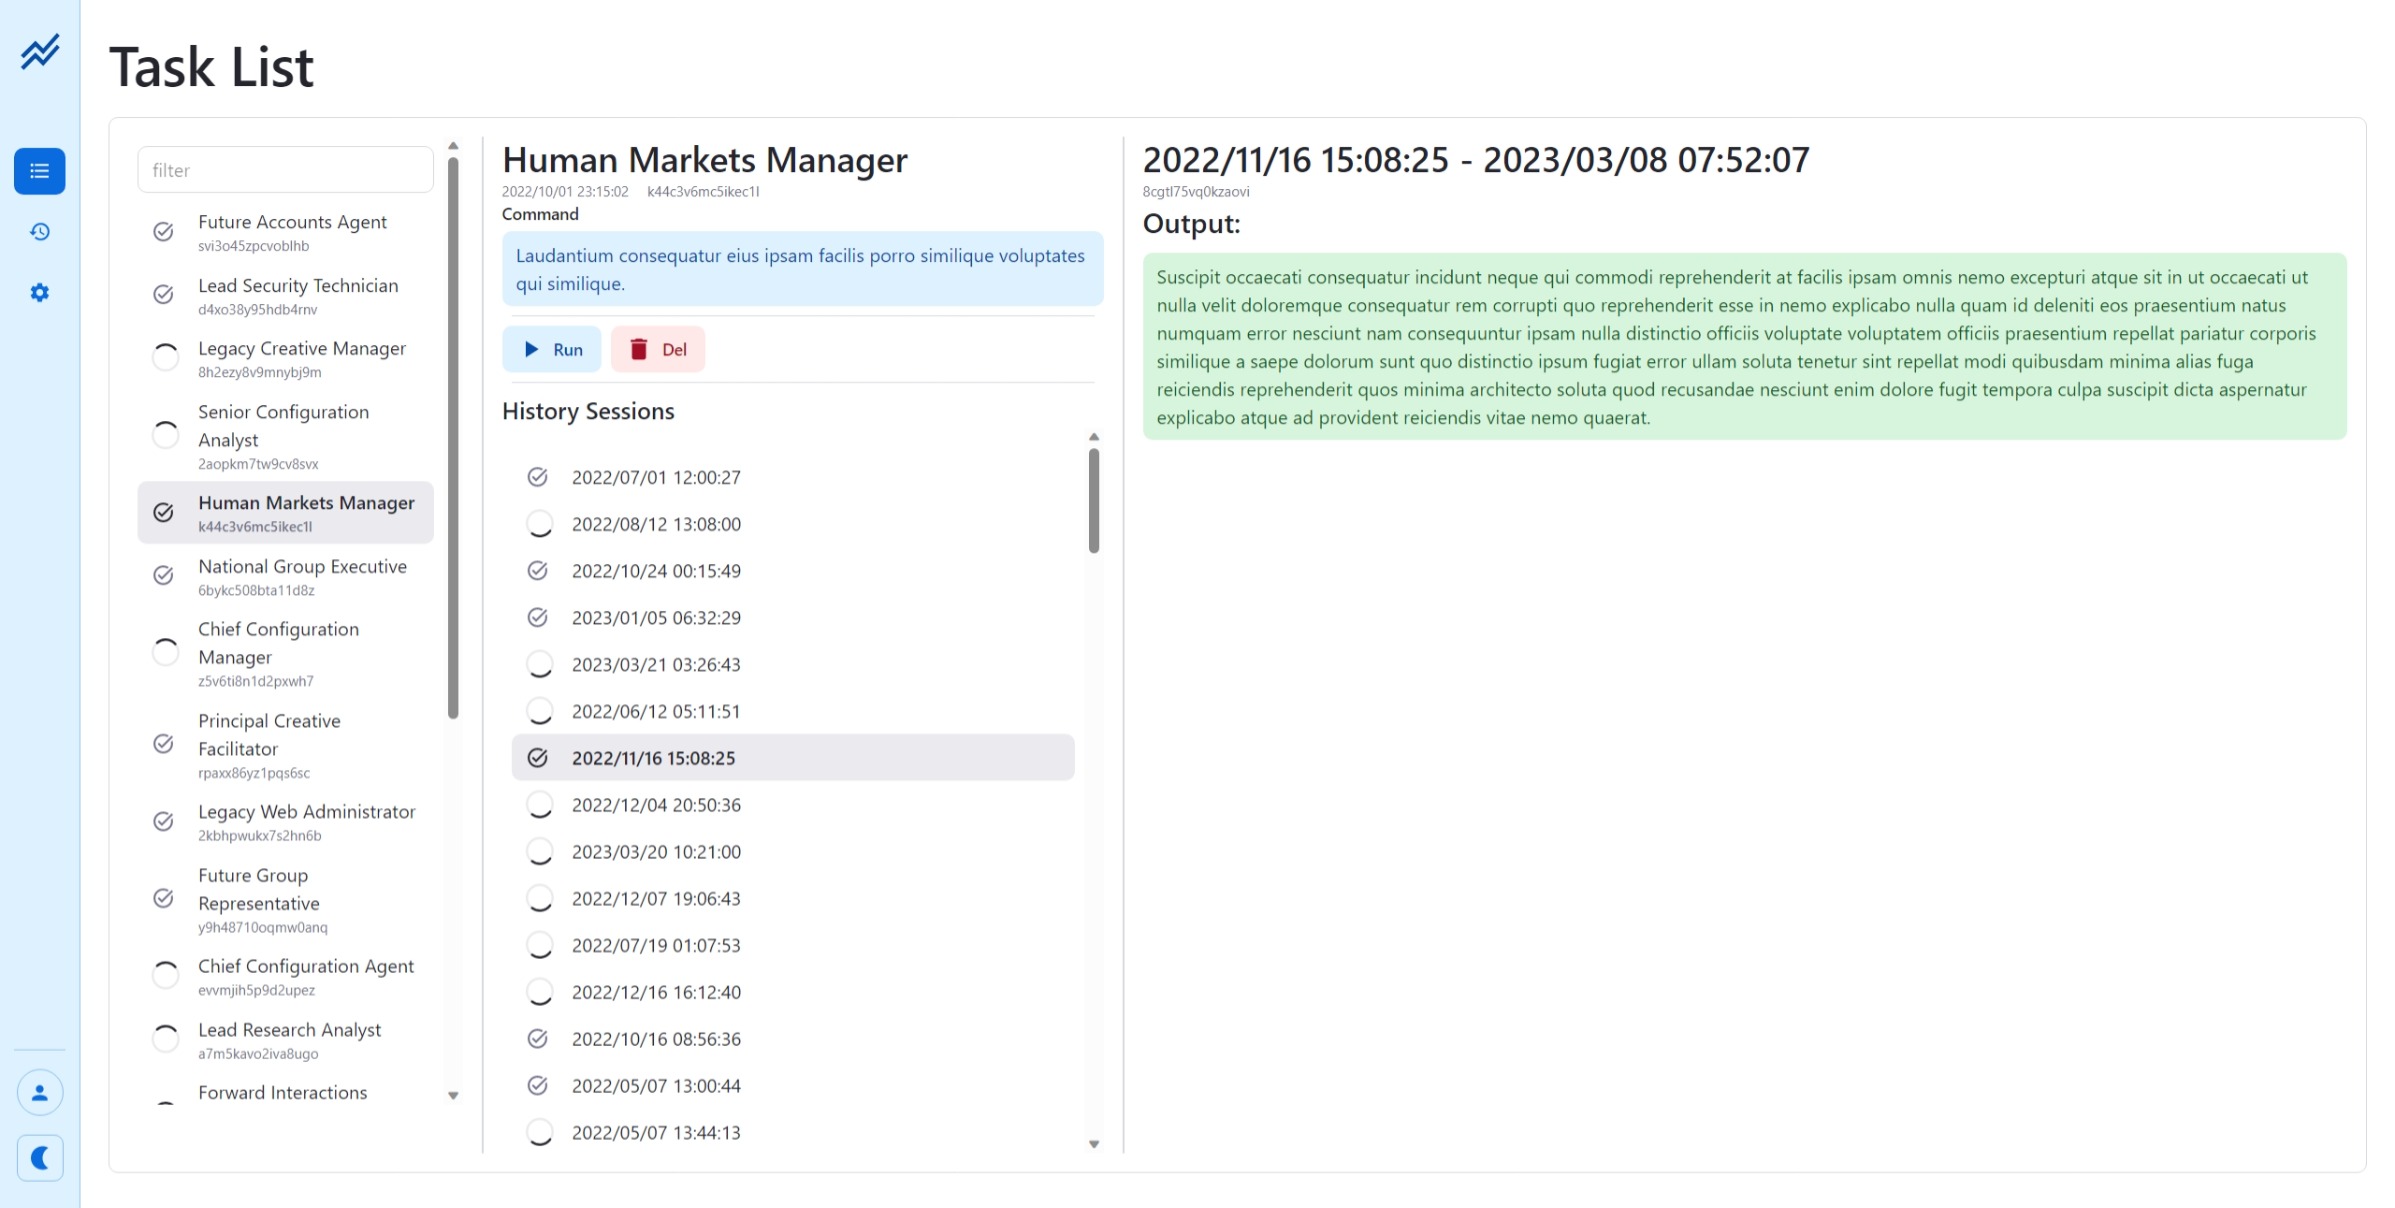 Task List
filter
Future Accounts Agent
svi3o45zpcvoblhb
Lead Security Technician
d4xo38y95hdb4rnv
Legacy Creative Manager
8h2ezy8v9mnybj9m
Senior Configuration
Analyst
2aopkm7tw9cv8svx
Human Markets Manager
k44c3v6mc5ikec1l
National Group Executive
6bykc508bta11d8z
Chief Configuration
Manager
z5v6ti8n1d2pxwh7
Principal Creative
Facilitator
rpaxx86yz1pqs6sc
Legacy Web Administrator
2kbhpwukx7s2hn6b
Future Group
Representative
y9h48710oqmw0anq
Chief Configuration Agent
evvmjih5p9d2upez
Lead Research Analyst
a7m5kavo2iva8ugo
Forward Interactions
Human Markets Manager
2022/10/01 23:15:02 k44c3v6mc5ikec1l
Command
Laudantium consequatur eius ipsam facilis porro similique voluptates
qui similique.
Run Del
History Sessions
2022/07/01 12:00:27
2022/08/12 13:08:00
2022/10/24 00:15:49
2023/01/05 06:32:29
2023/03/21 03:26:43
2022/06/12 05:11:51
2022/11/16 15:08:25
2022/12/04 20:50:36
2023/03/20 10:21:00
2022/12/07 19:06:43
2022/07/19 01:07:53
2022/12/16 16:12:40
2022/10/16 08:56:36
2022/05/07 13:00:44
2022/05/07 13:44:13
2022/11/16 15:08:25 - 2023/03/08 07:52:07
8cgtl75vq0kzaovi
Output:
Suscipit occaecati consequatur incidunt neque qui commodi reprehenderit at facilis ipsam omnis nemo excepturi atque sit in ut occaecati ut
nulla velit doloremque consequatur rem corrupti quo reprehenderit esse in nemo explicabo nulla quam id deleniti eos praesentium natus
numquam error nesciunt nam consequuntur ipsam nulla distinctio officiis voluptate voluptatem officiis praesentium repellat pariatur corporis
similique a saepe dolorum sunt quo distinctio ipsum fugiat error ullam soluta tenetur sint repellat modi quibusdam minima alias fuga
reiciendis reprehenderit quos minima architecto soluta quod recusandae nesciunt enim dolore fugit tempora culpa suscipit dicta aspernatur
explicabo atque ad provident reiciendis vitae nemo quaerat.